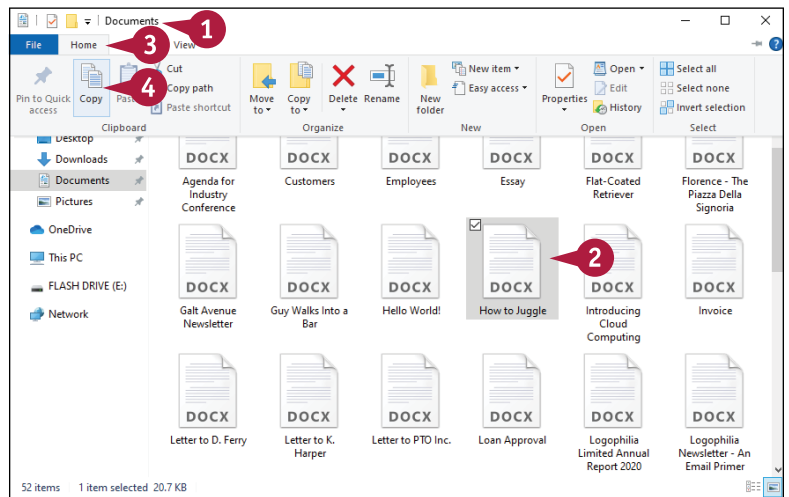 Documents
1
File Home View
3
2
4
Pin to Quick
access
Copy
Cut
Copy path
Paste shortcut
Clipboard
Move
to
Copy
to
Delete
Rename
Organize
New
folder
New item
Easy access
New
Properties
Open
Edit
History
Open
Select all
Select none
Invert selection
Select
Desktop
Downloads
Documents
Pictures
OneDrive
This PC
FLASH DRIVE (E:)
Network
DOCX DOCX DOCX DOCX DOCX DOCX
Agenda for
Industry
Conference
Customers
Employees
Essay
Flat-Coated
Retriever
Florence - The
Piazza Della
Signoria
DOCX DOCX DOCX DOCX DOCX DOCX
Galt Avenue
Newsletter
Guy Walks Into a
Bar
Hello World!
How to Juggle
Introducing
Cloud
Computing
Invoice
DOCX DOCX DOCX DOCX DOCX DOCX
Letter to D. Ferry
Letter to K.
Harper
Letter to PTO Inc.
Loan Approval
Logophilia
Limited Annual
Report 2020
Logophilia
Newsletter - An
Email Primer
52 items 1 item selected 20.7 KB